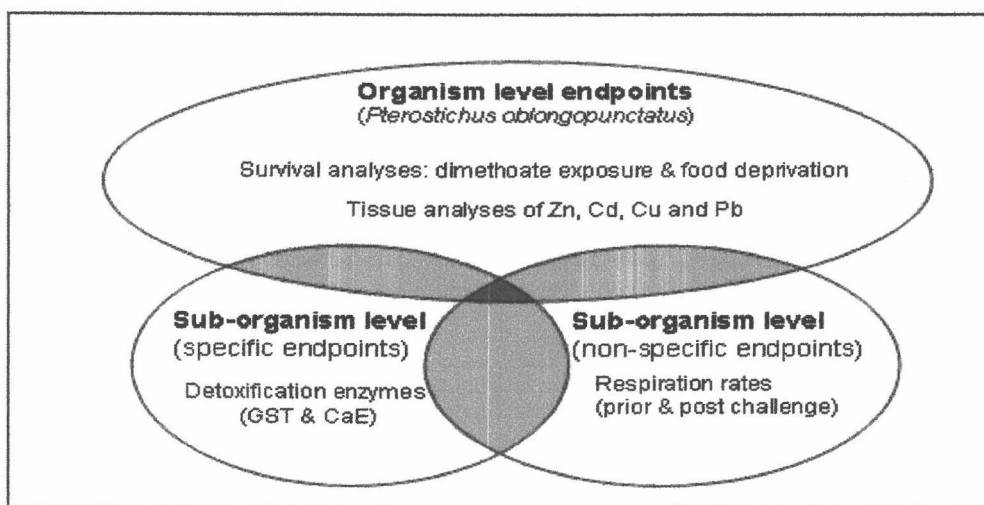 Organism level endpoints
(Pterostichus oblongopunctatus)
Survival analyses: dimethoate exposure & food deprivation
Tissue analyses of Zn, Cd, Cu and Pb
Sub-organism level
(specific endpoints)
Detoxification enzymes
(GST & CaE)
Sub-organism level
(non-specific endpoints)
Respiration rates
(prior & post challenge)